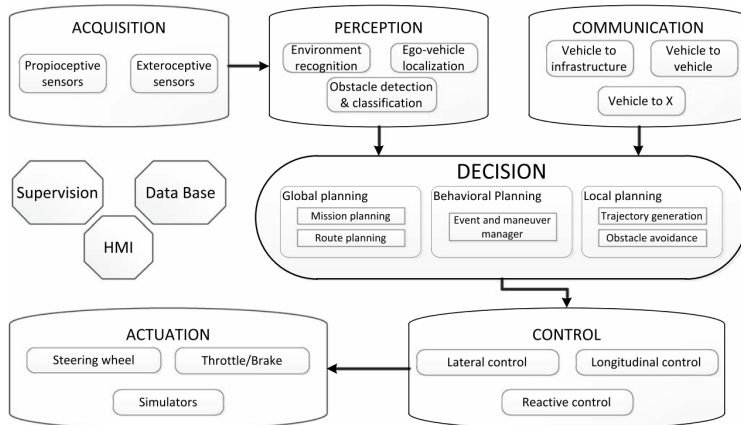 ACQUISITION
Propioceptive
sensors
Exteroceptive
sensors
PERCEPTION
Environment
recognition
Ego-vehicle
localization
Obstacle detection
& classification
COMMUNICATION
Vehicle to
infrastructure
Vehicle to
vehicle
Vehicle to X
Supervision
Data Base
HMI
DECISION
Global planning
Mission planning
Route planning
Behavioral Planning
Event and maneuver
manager
Local planning
Trajectory generation
Obstacle avoidance
ACTUATION
Steering wheel
Throttle/Brake
Simulators
CONTROL
Lateral control
Longitudinal control
Reactive control